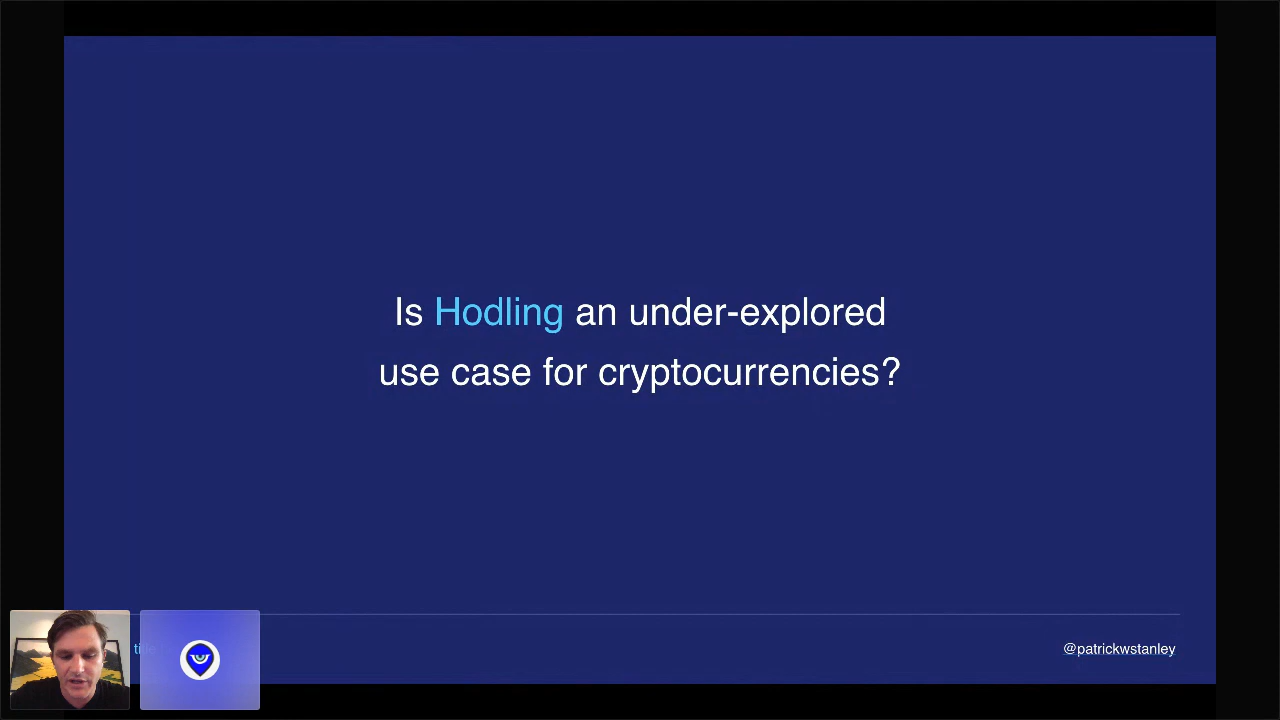 Is Hodling an under-explored
use case for cryptocurrencies?
@patrickwstanley